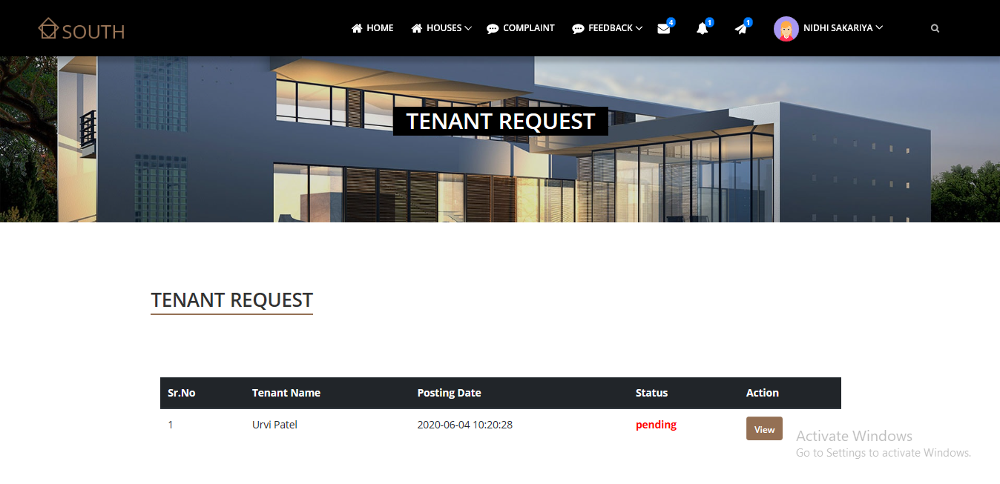 SOUTH
HOME HOUSES COMPLAINT FEEDBACK 4 1 1 NIDHI SAKARIYA
TENANT REQUEST
TENANT REQUEST
Sr.No Tenant Name Posting Date Status Action
1 Urvi Patel 2020-06-04 10:20:28 pending View
Activate Windows
Go to Settings to activate Windows.